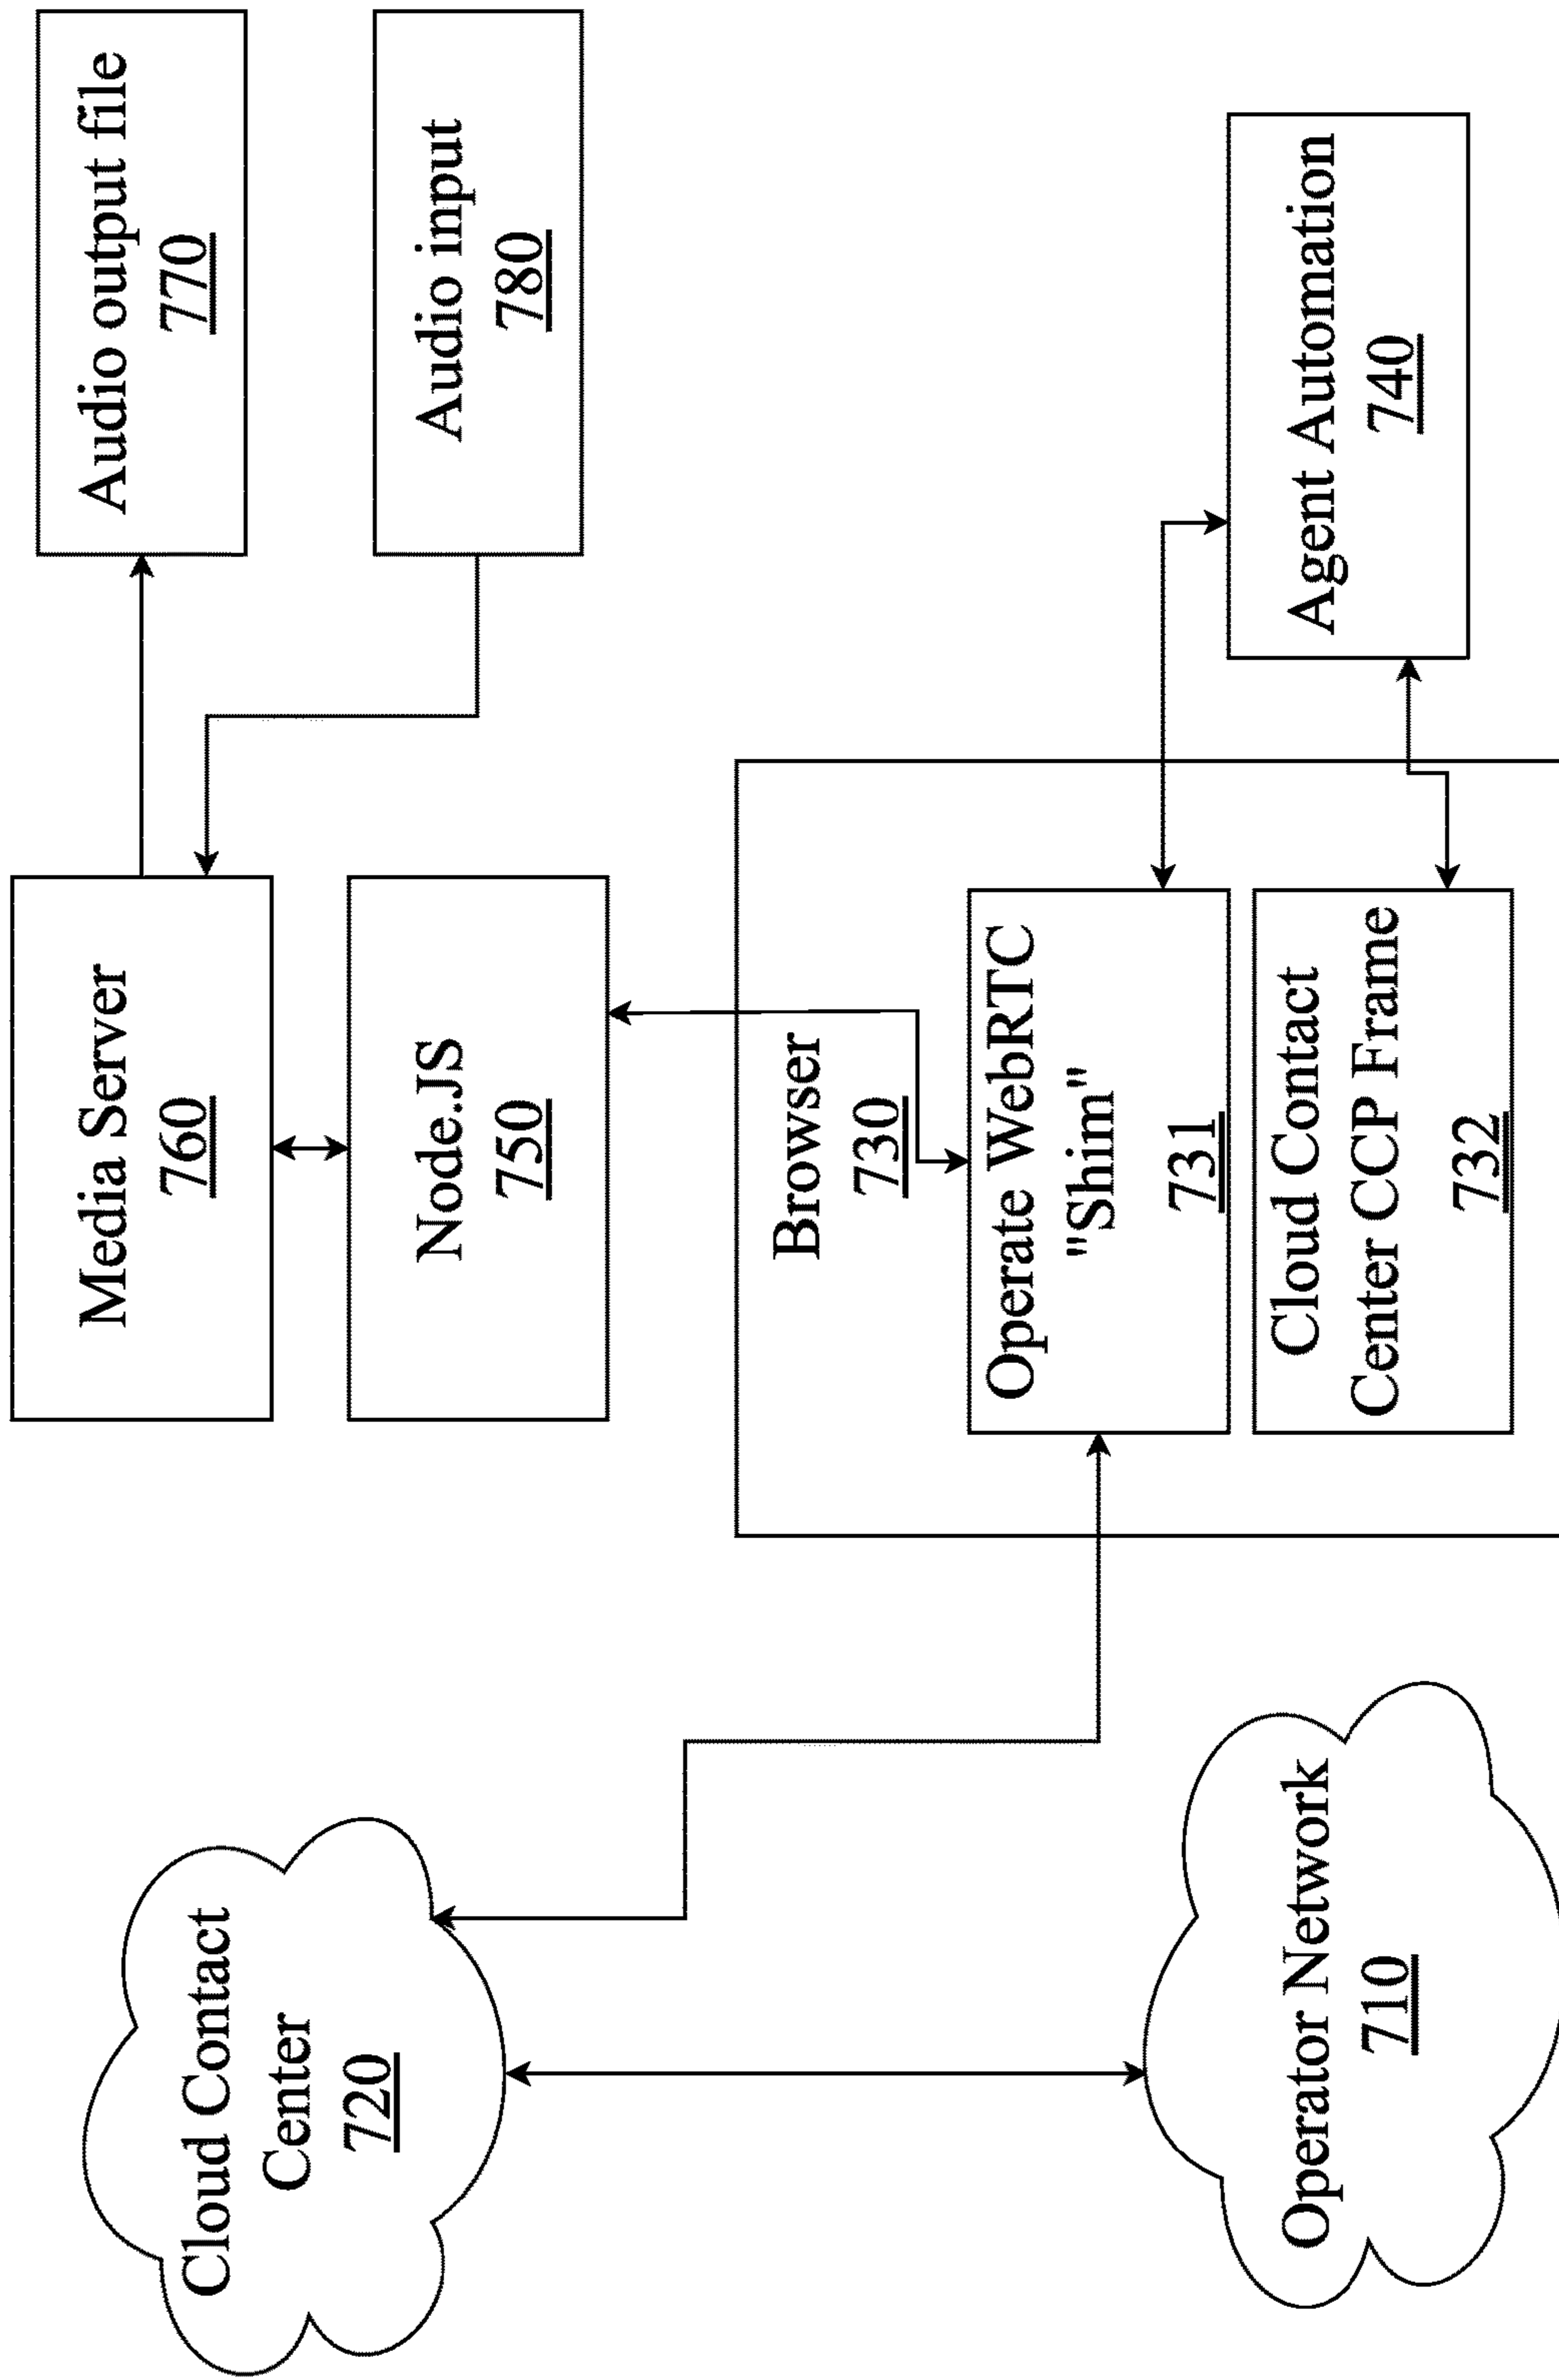 Cloud Contact
Center
720
Operator Network
710
Media Server
760
Node.JS
750
Browser
730
Operate WebRTC
"Shim"
731
Cloud Contact
Center CCP Frame
732
Audio output file
770
Audio input
780
Agent Automation
740